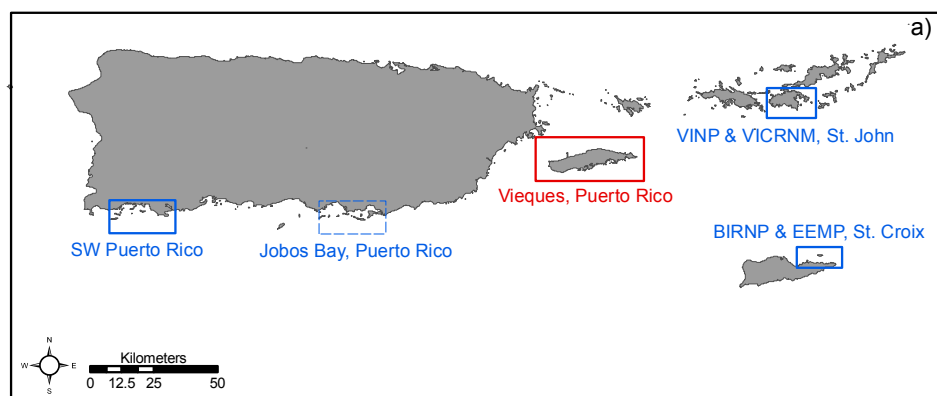 a)
VINP & VICRNM, St. John
Vieques, Puerto Rico
SW Puerto Rico
Jobos Bay, Puerto Rico
BIRNP & EEMP, St. Croix
N
W E
S
Kilometers
0 12.5 25 50